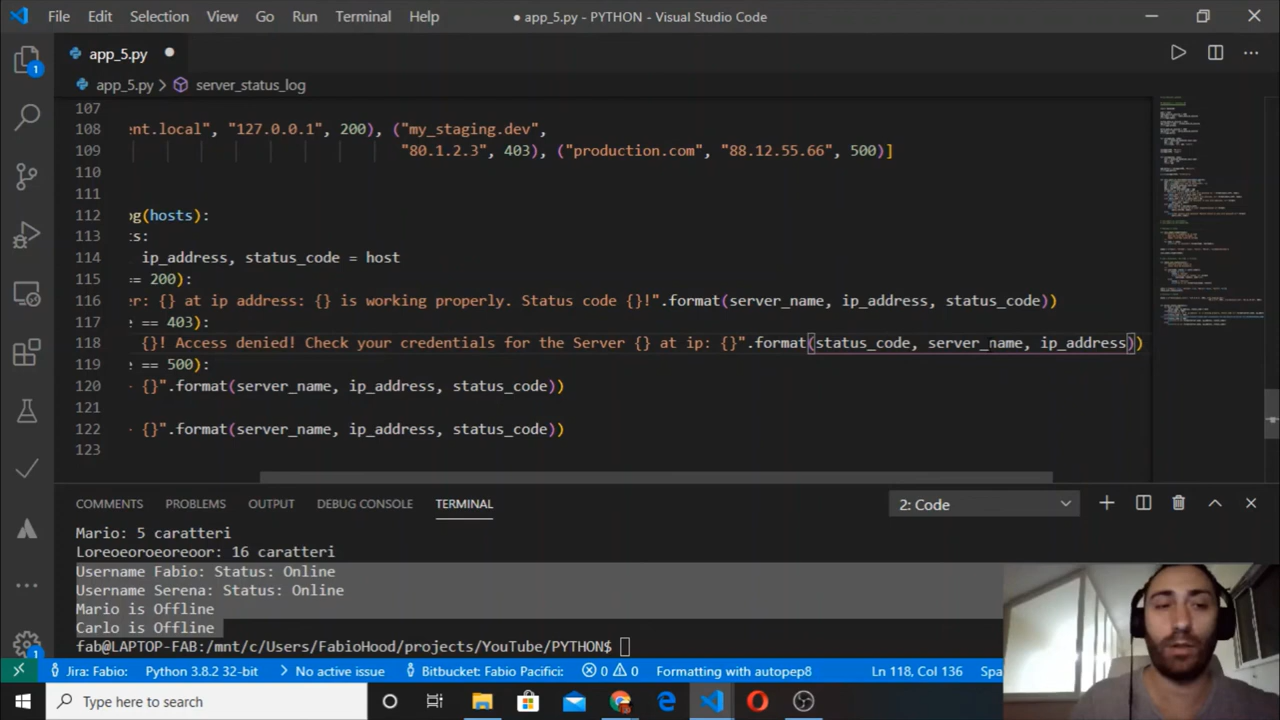 File Edit Selection View Go Run Terminal Help
● app_5.py - PYTHON - Visual Studio Code
app_5.py
1
app_5.py > server_status_log
107
108 nt.local", "127.0.0.1", 200), ("my_staging.dev",
109 "80.1.2.3", 403), ("production.com", "88.12.55.66", 500)]
110
111
112 g(hosts):
113 s:
114 ip_address, status_code = host
115 == 200):
116 er: {} at ip address: {} is working properly. Status code {}!".format(server_name, ip_address, status_code))
117 e == 403):
118 {}! Access denied! Check your credentials for the Server {} at ip: {}".format(status_code, server_name, ip_address))
119 == 500):
120 {}".format(server_name, ip_address, status_code))
121
122 {}".format(server_name, ip_address, status_code))
123
COMMENTS PROBLEMS OUTPUT DEBUG CONSOLE TERMINAL 2: Code
Mario: 5 caratteri
Loreoeoroeoreoor: 16 caratteri
Username Fabio: Status: Online
Username Serena: Status: Online
Mario is Offline
Carlo is Offline
fab@LAPTOP-FAB:/mnt/c/Users/FabioHood/projects/YouTube/PYTHON$
1
Jira: Fabio: Python 3.8.2 32-bit No active issue Bitbucket: Fabio Pacifici: 0 0 Formatting with autopep8 Ln 118, Col 136 Spa
Type here to search